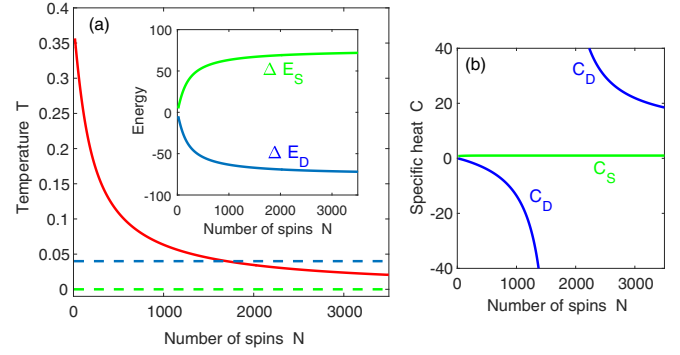 (a)
Temperature T
0.4
0.35
0.3
0.25
0.2
0.15
0.1
0.05
0
0
1000
2000
3000
Number of spins N
Energy
100
50
0
-50
-100
Δ E_S
Δ E_D
0
1000
2000
3000
Number of spins N
(b)
Specific heat C
40
20
0
-20
-40
C_D
C_S
C_D
0
1000
2000
3000
Number of spins N